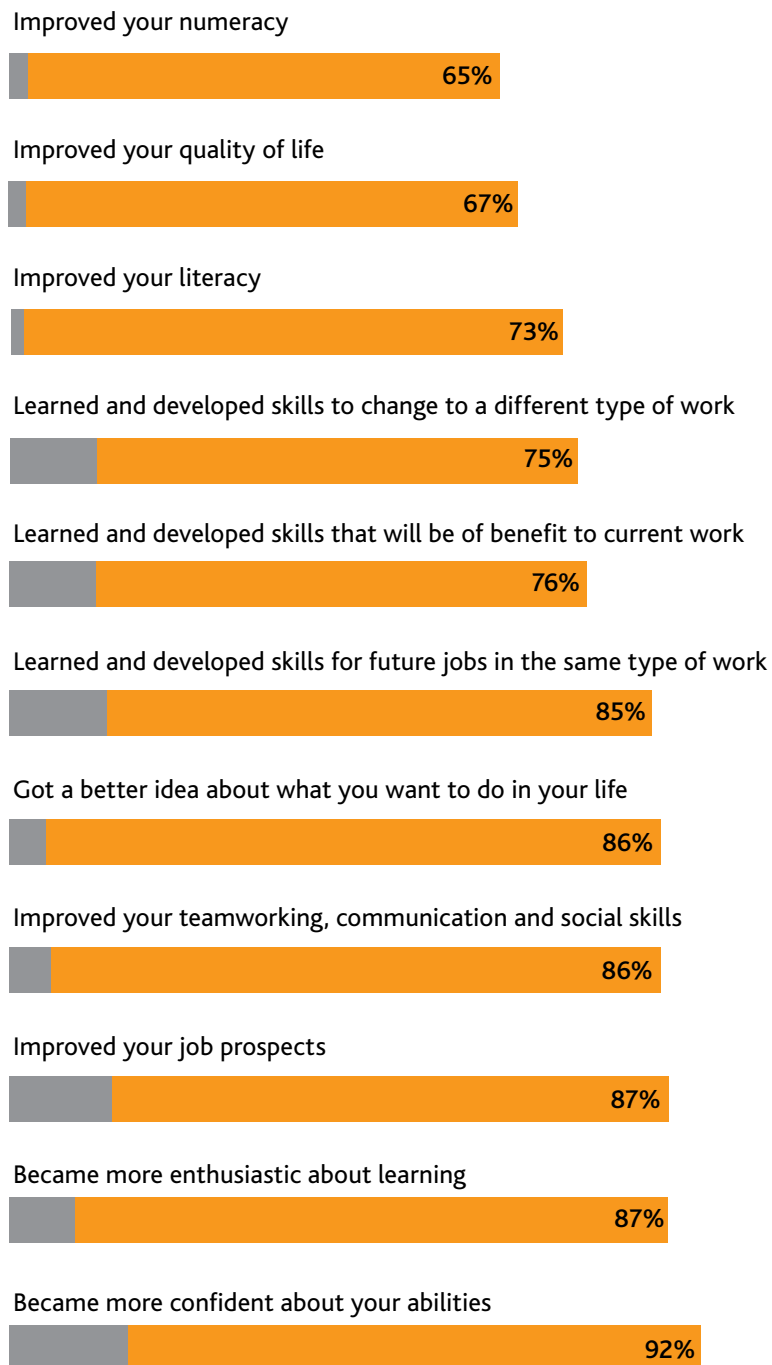 Improved your numeracy
65%
Improved your quality of life
67%
Improved your literacy
73%
Learned and developed skills to change to a different type of work
75%
Learned and developed skills that will be of benefit to current work
76%
Learned and developed skills for future jobs in the same type of work
85%
Got a better idea about what you want to do in your life
86%
Improved your teamworking, communication and social skills
86%
Improved your job prospects
87%
Became more enthusiastic about learning
87%
Became more confident about your abilities
92%